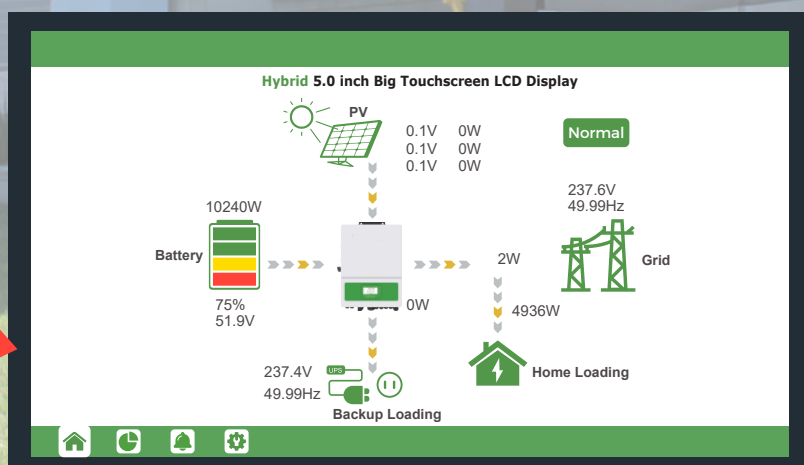 Hybrid 5.0 inch Big Touchscreen LCD Display
PV
0.1V 0W
0.1V 0W
0.1V 0W
Normal
237.6V
49.99Hz
Grid
10240W
Battery
75%
51.9V
2W
0W
4936W
Home Loading
237.4V
UPS
49.99Hz
Backup Loading